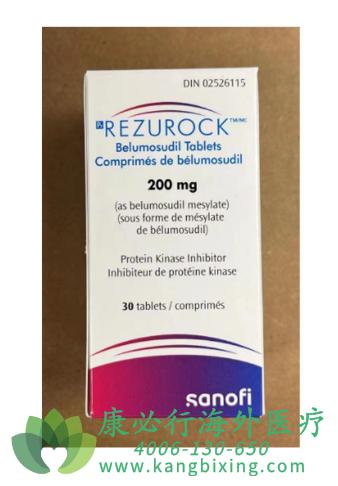 DIN 02526115
REZUROCK TM/MC
Belumosudil Tablets
Comprimés de bélumosudil
200 mg
(as belumosudil mesylate)
(sous forme de mésylate
de bélumosudil)
Protein Kinase Inhibitor
Inhibiteur de protéine kinase
30 tablets / comprimés
sanofi
康必行海外医疗
4006-130-650
www.kangbixing.com